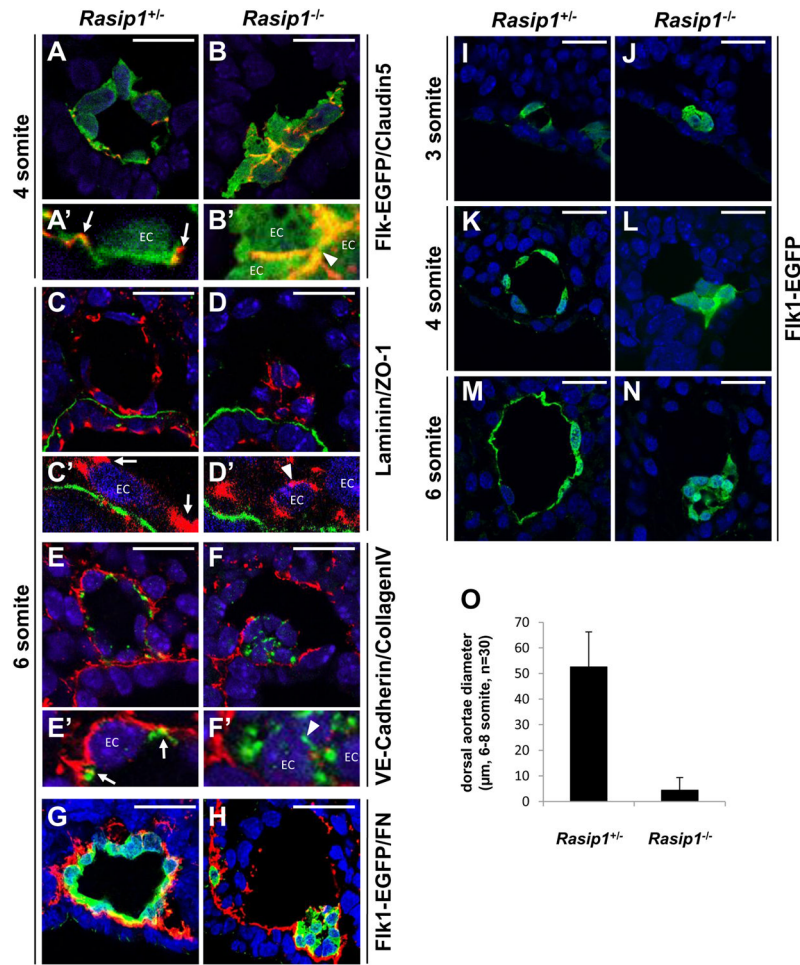 Rasip1+/-
Rasip1-/-
4 somite
A
B
Flk-EGFP/Claudin5
A'
EC
B'
EC
EC
EC
6 somite
C
D
Laminin/ZO-1
C'
EC
D'
EC
E
F
VE-Cadherin/CollagenIV
E'
EC
F'
EC
EC
G
H
Flk1-EGFP/FN
Rasip1+/-
Rasip1-/-
3 somite
I
J
4 somite
K
L
6 somite
M
N
Flk1-EGFP
O
dorsal aortae diameter
(µm, 6-8 somite, n=30)
70
60
50
40
30
20
10
0
Rasip1+/-
Rasip1-/-